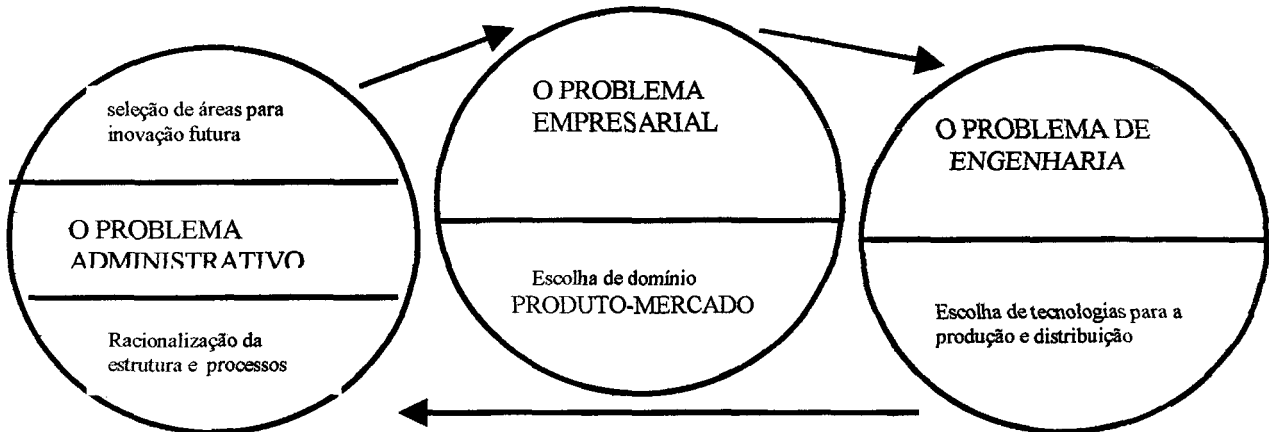 seleção de áreas para
inovação futura
O PROBLEMA
ADMINISTRATIVO
Racionalização da
estrutura e processos
O PROBLEMA
EMPRESARIAL
Escolha de domínio
PRODUTO-MERCADO
O PROBLEMA DE
ENGENHARIA
Escolha de tecnologias para a
produção e distribuição